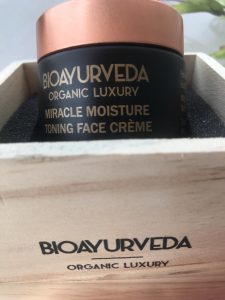 BIOAYURVEDA
ORGANIC LUXURY
MIRACLE MOISTURE
TONING FACE CRÈME
BIOAYURVEDA
ORGANIC LUXURY